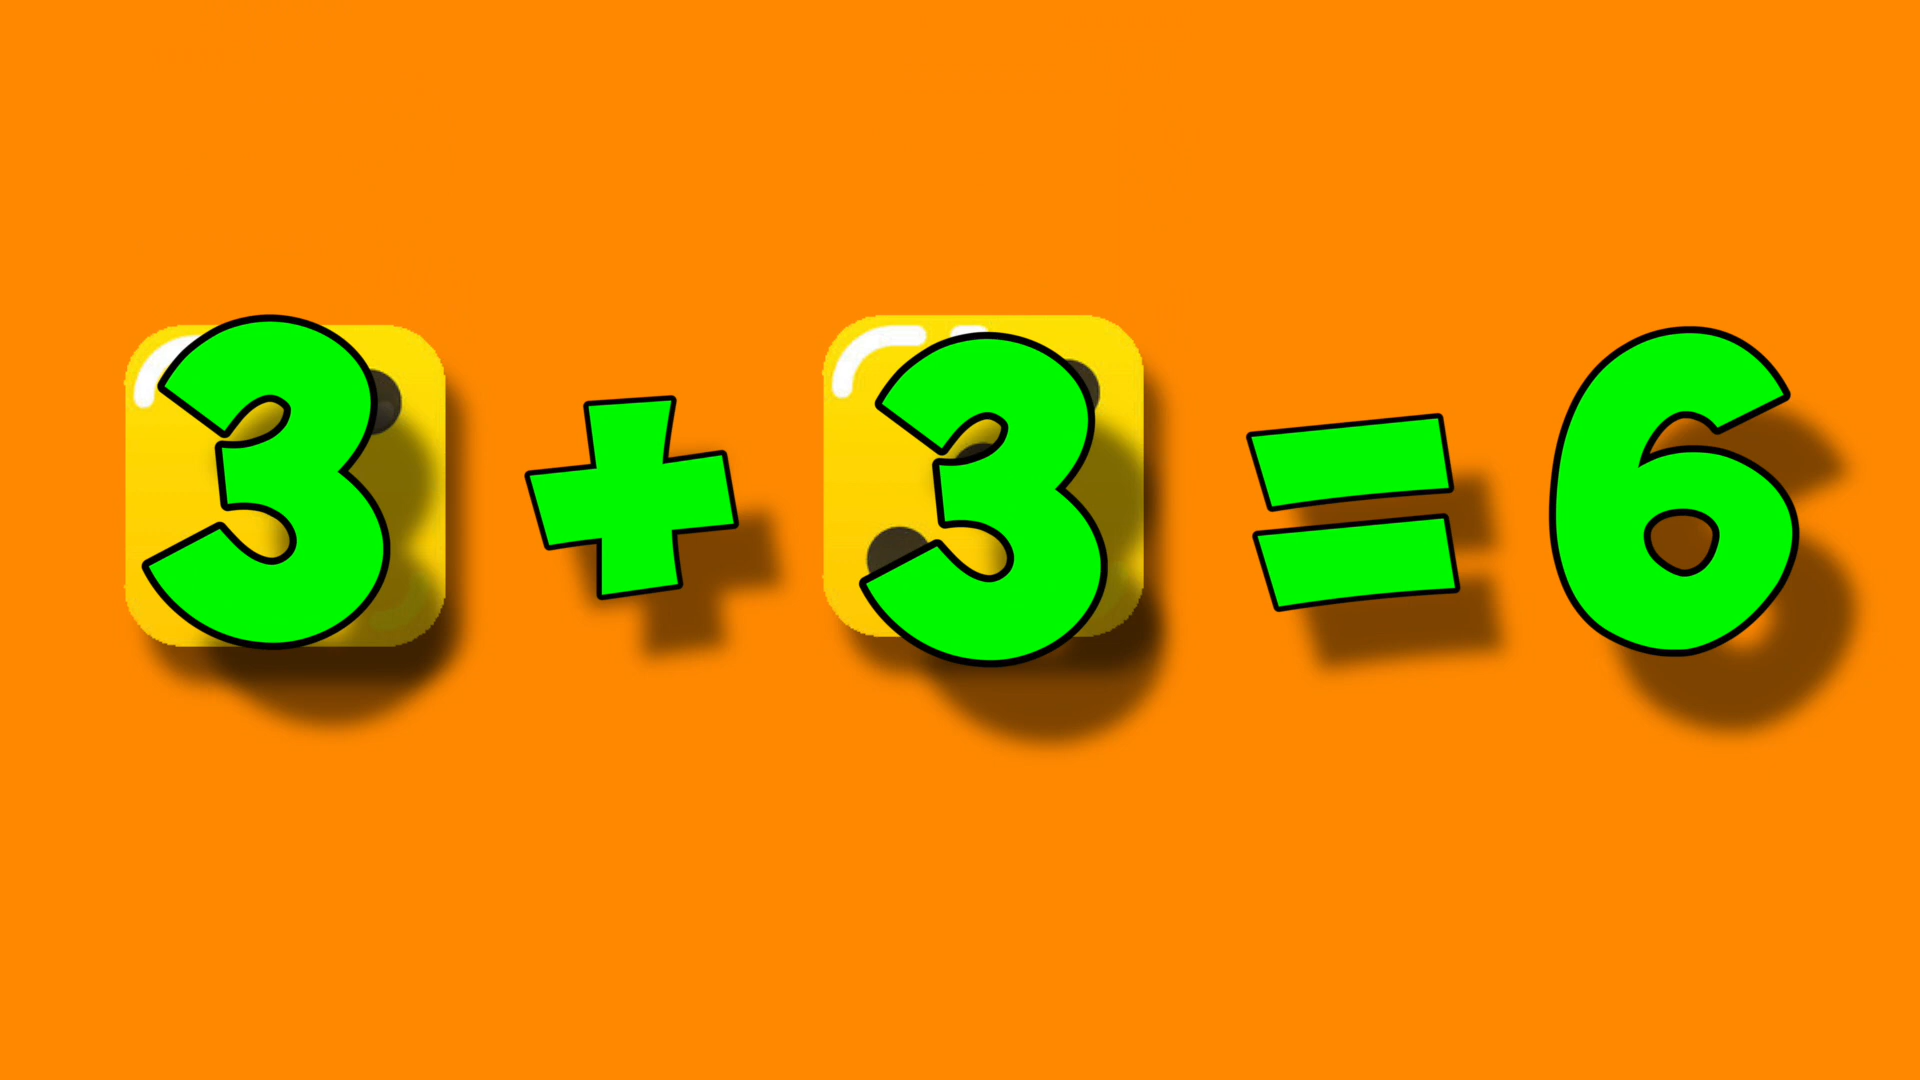 3 + 3 = 6